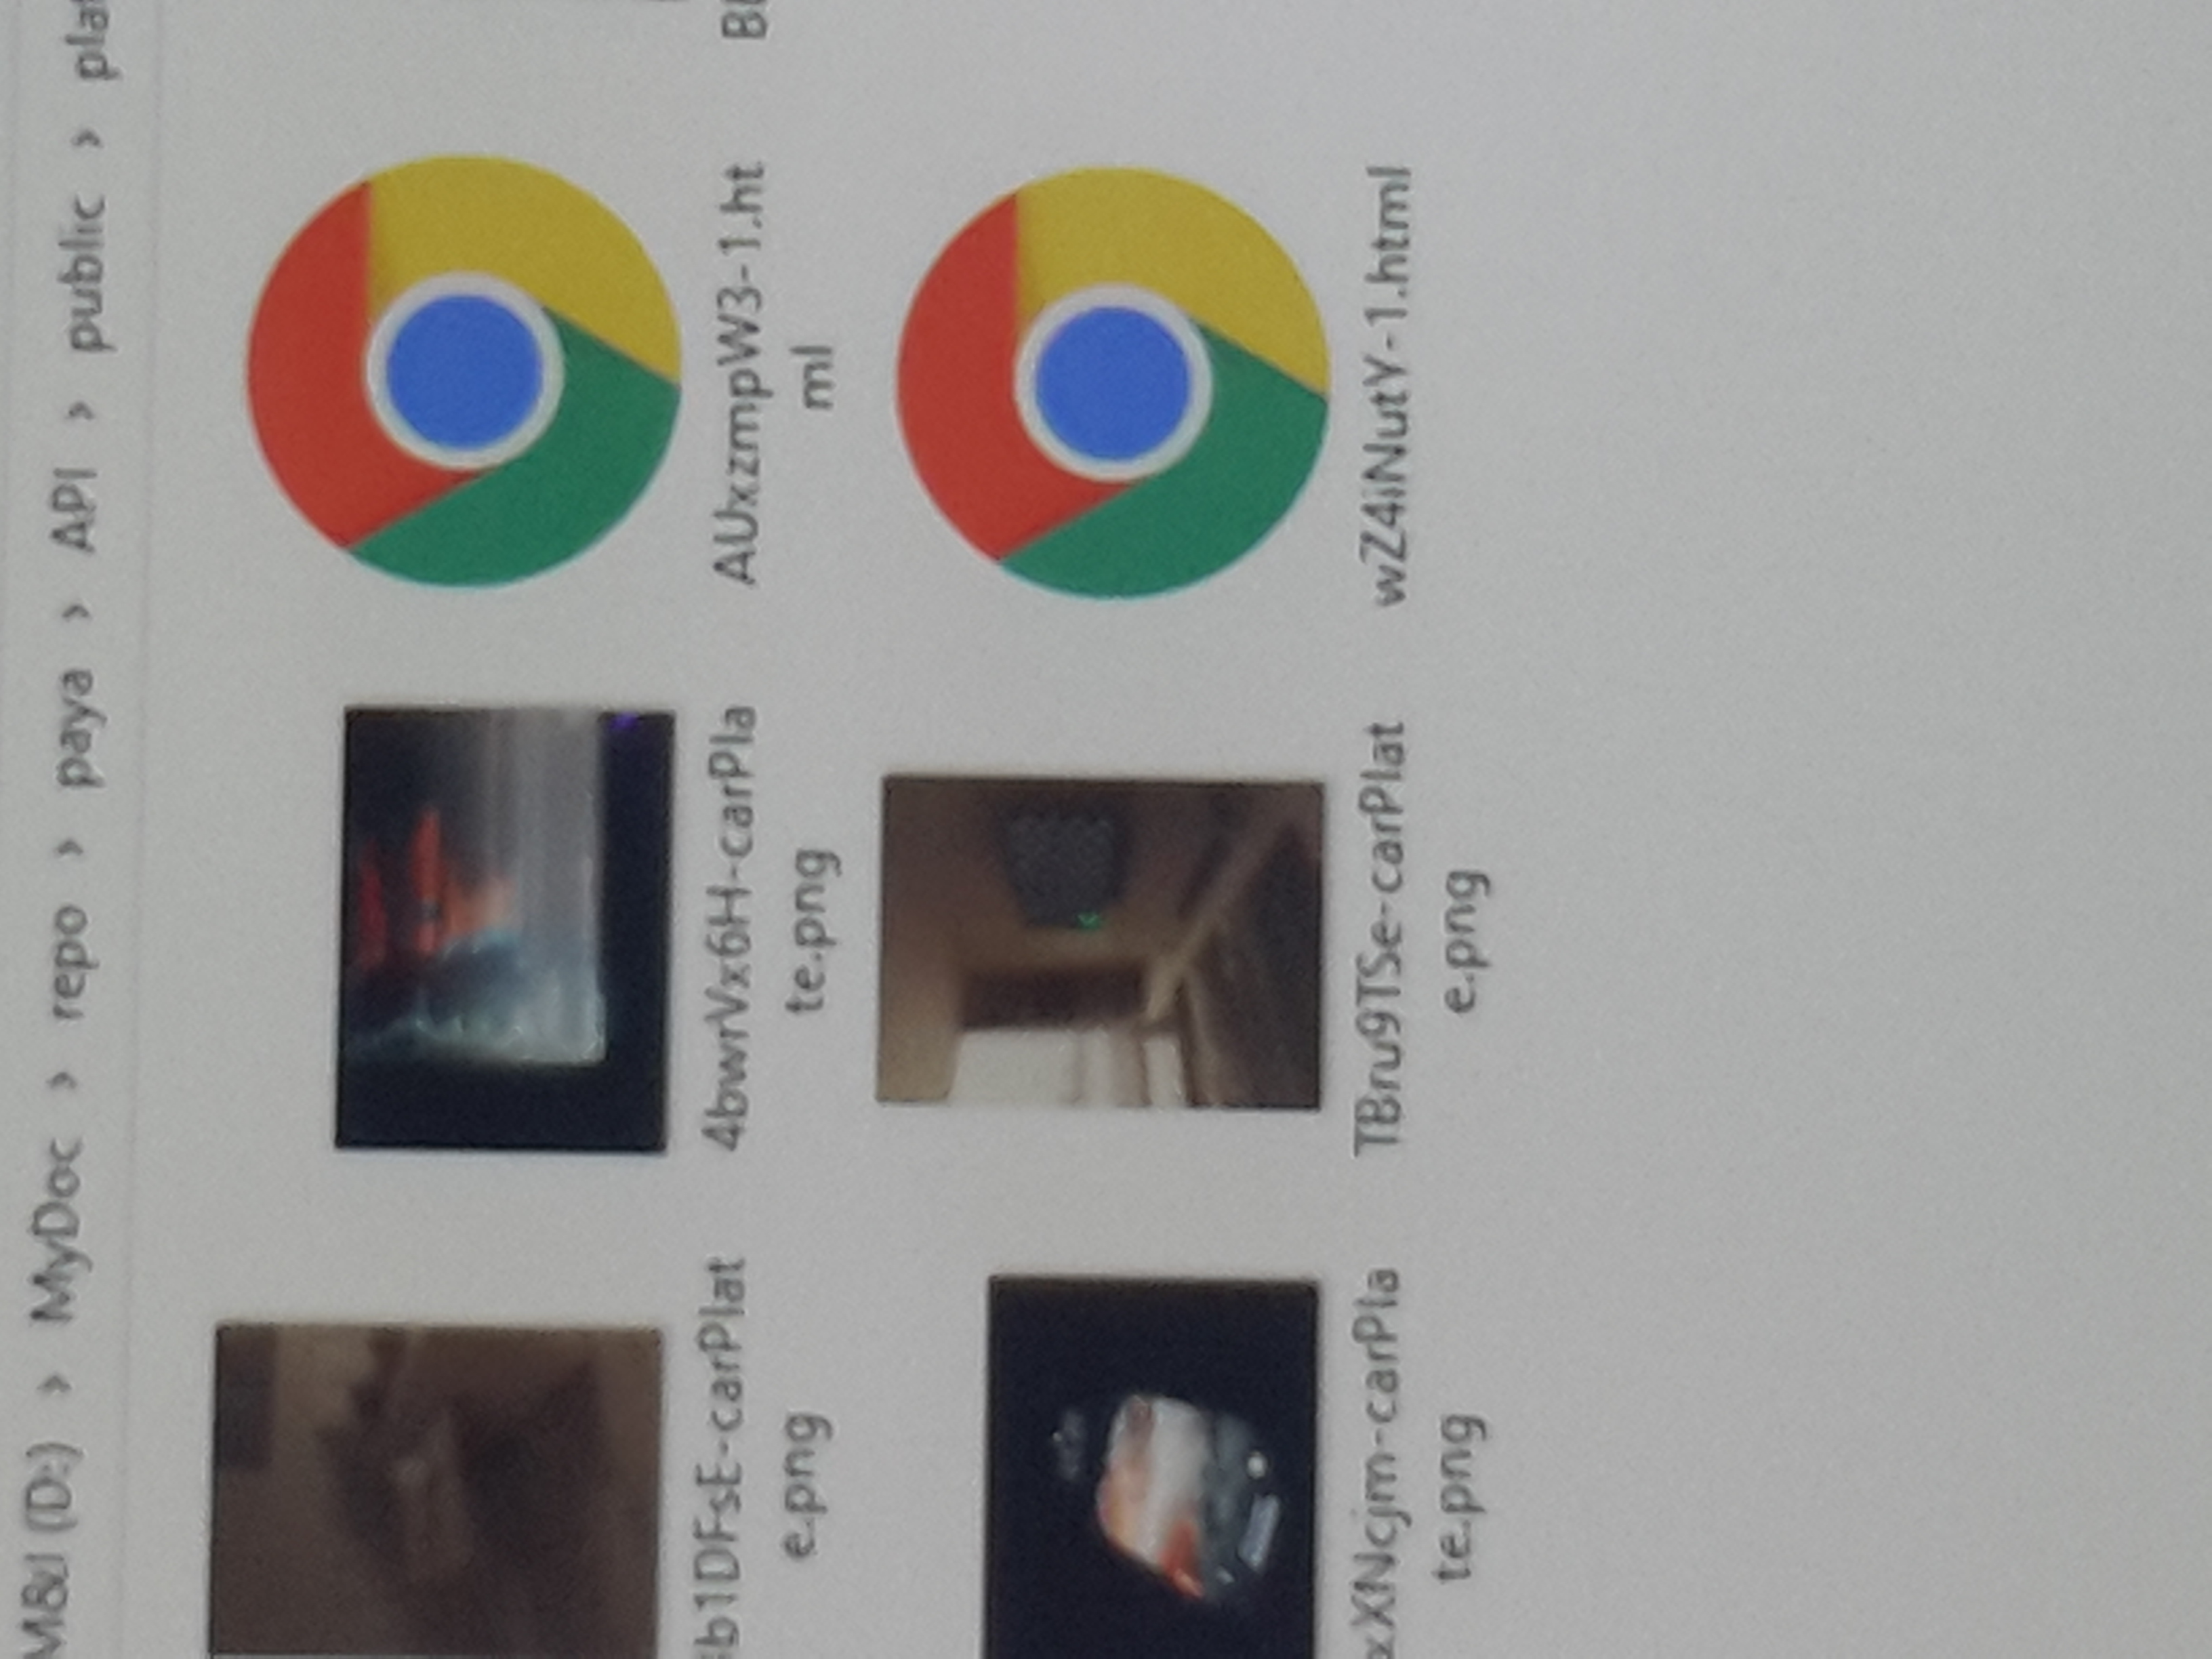 M&J (D:) › MyDoc › repo › paya › API › public › plat
b1DFsE-carPlat
e.png
4bwrVx6H-carPla
te.png
AUxzmpW3-1.ht
ml
xXNcjm-carPla
te.png
TBru9TSe-carPlat
e.png
wZ4iNutY-1.html